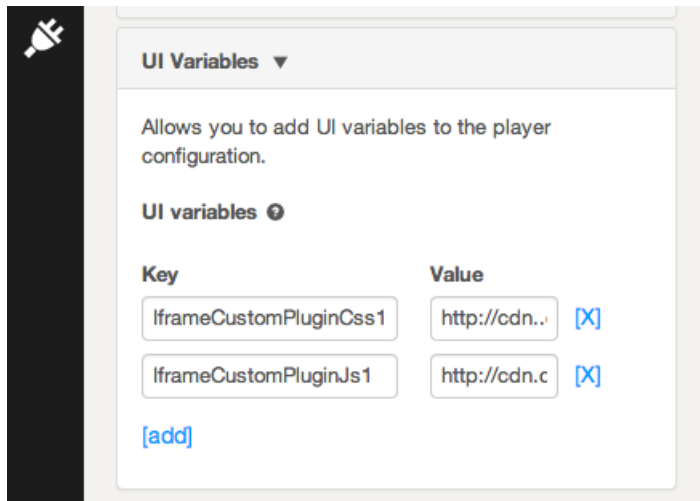 UI Variables ▼
Allows you to add UI variables to the player
configuration.
UI variables
Key Value
IframeCustomPluginCss1 http://cdn.. [X]
IframeCustomPluginJs1 http://cdn.c [X]
[add]